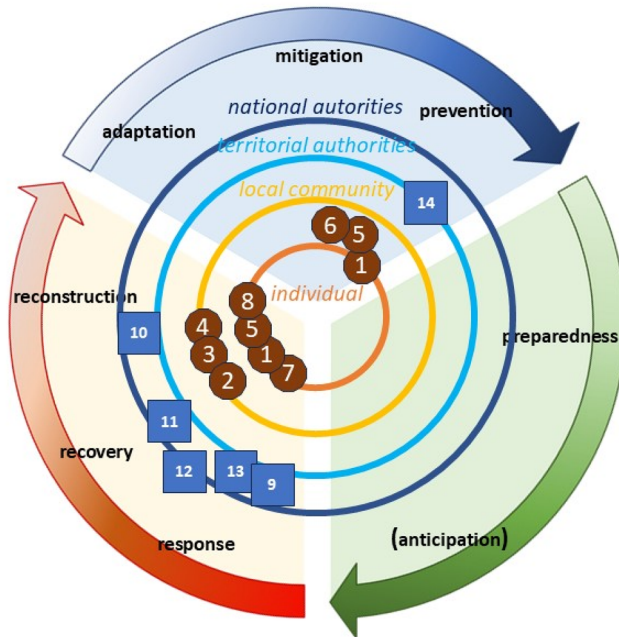 mitigation
national autorities
prevention
adaptation
territorial authorities
local community
14
6
5
1
individual
reconstruction
8
4
5
10
preparedness
3
1
7
2
11
recovery
12
13
9
response
(anticipation)